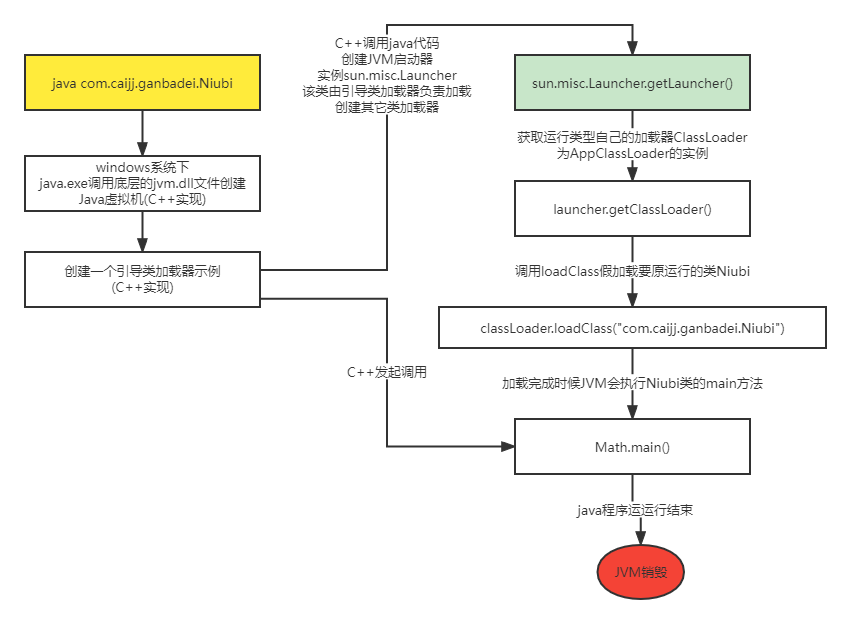 java com.caijj.ganbadei.Niubi
windows系统下
java.exe调用底层的jvm.dll文件创建
Java虚拟机(C++实现)
创建一个引导类加载器示例
(C++实现)
C++调用java代码
创建JVM启动器
实例sun.misc.Launcher
该类由引导类加载器负责加载
创建其它类加载器
C++发起调用
sun.misc.Launcher.getLauncher()
获取运行类型自己的加载器ClassLoader
为AppClassLoader的实例
launcher.getClassLoader()
调用loadClass假加载要原运行的类Niubi
classLoader.loadClass("com.caijj.ganbadei.Niubi")
加载完成时候JVM会执行Niubi类的main方法
Math.main()
java程序运运行结束
JVM销毁